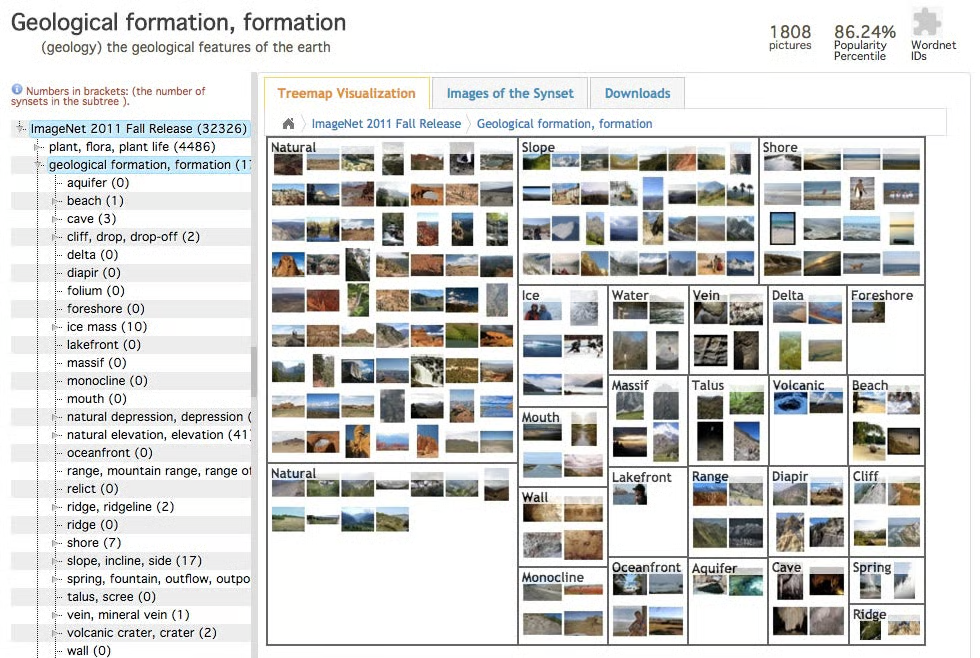 Geological formation, formation
(geology) the geological features of the earth
1808
pictures
86.24%
Popularity
Percentile
Wordnet
IDs
Numbers in brackets: (the number of
synsets in the subtree ).
ImageNet 2011 Fall Release (32326)
plant, flora, plant life (4486)
geological formation, formation (1
aquifer (0)
beach (1)
cave (3)
cliff, drop, drop-off (2)
delta (0)
diapir (0)
folium (0)
foreshore (0)
ice mass (10)
lakefront (0)
massif (0)
monocline (0)
mouth (0)
natural depression, depression (
natural elevation, elevation (41
oceanfront (0)
range, mountain range, range of
relict (0)
ridge, ridgeline (2)
ridge (0)
shore (7)
slope, incline, side (17)
spring, fountain, outflow, outpo
talus, scree (0)
vein, mineral vein (1)
volcanic crater, crater (2)
wall (0)
Treemap Visualization
Images of the Synset
Downloads
ImageNet 2011 Fall Release
Geological formation, formation
Natural
Slope
Shore
Ice
Water
Vein
Delta
Foreshore
Massif
Talus
Volcanic
Beach
Mouth
Natural
Lakefront
Range
Diapir
Cliff
Wall
Monocline
Oceanfront
Aquifer
Cave
Spring
Ridge